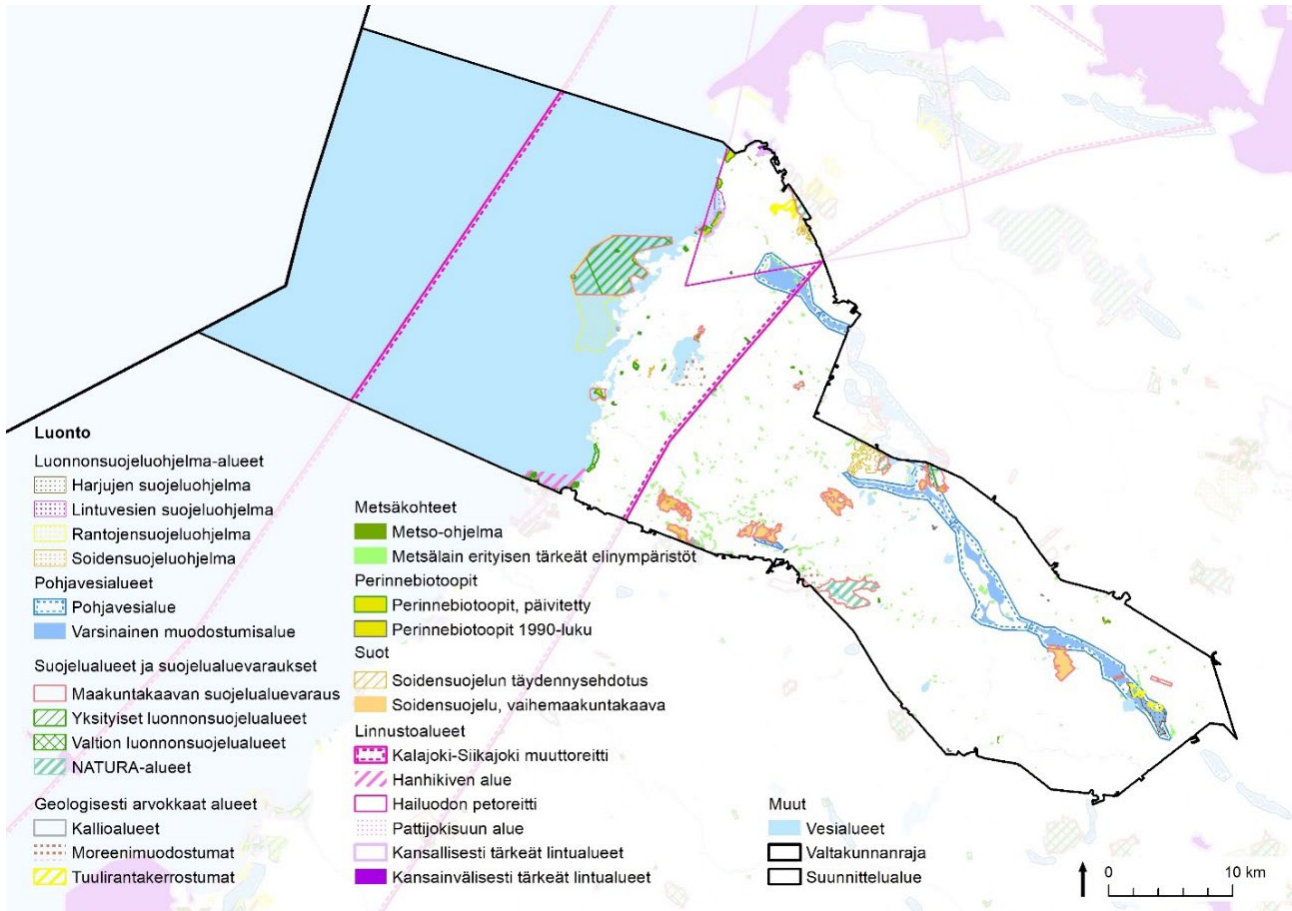 Luonto
Luonnonsuojeluohjelma-alueet
Harjujen suojeluohjelma
Lintuvesien suojeluohjelma
Rantojensuojeluohjelma
Soidensuojeluohjelma
Pohjavesialueet
Pohjavesialue
Varsinainen muodostumisalue
Suojelualueet ja suojelualuevaraukset
Maakuntakaavan suojelualuevaraus
Yksityiset luonnonsuojelualueet
Valtion luonnonsuojelualueet
NATURA-alueet
Geologisesti arvokkaat alueet
Kallioalueet
Moreenimuodostumat
Tuulirantakerrostumat
Metsäkohteet
Metso-ohjelma
Metsälain erityisen tärkeät elinympäristöt
Perinnebiotoopit
Perinnebiotoopit, päivitetty
Perinnebiotoopit 1990-luku
Suot
Soidensuojelun täydennysehdotus
Soidensuojelu, vaihemaakuntakaava
Linnustoalueet
Kalajoki-Siikajoki muuttoreitti
Hanhikiven alue
Hailuodon petoreitti
Pattijokisuun alue
Kansallisesti tärkeät lintualueet
Kansainvälisesti tärkeät lintualueet
Muut
Vesialueet
Valtakunnanraja
Suunnittelualue
0 10 km